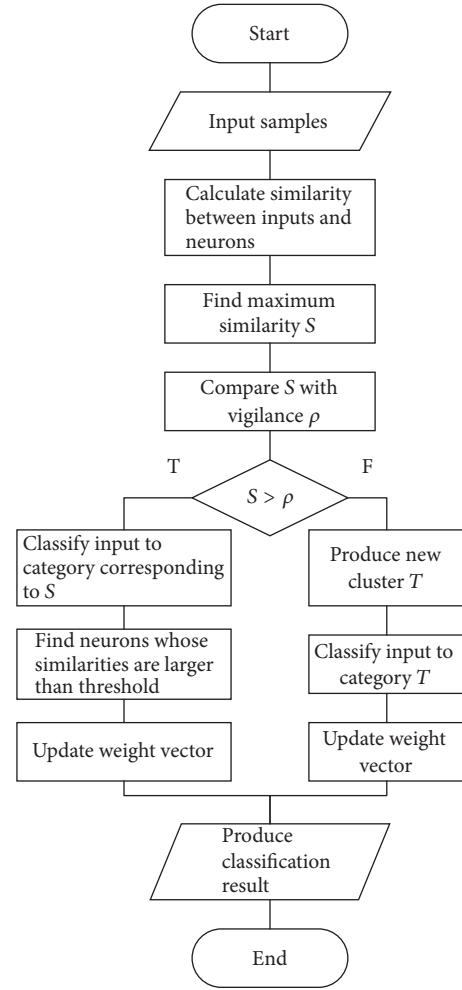 Start
Input samples
Calculate similarity
between inputs and
neurons
Find maximum
similarity S
Compare S with
vigilance ρ
T
F
S > ρ
Classify input to
category corresponding
to S
Find neurons whose
similarities are larger
than threshold
Update weight vector
Produce new
cluster T
Classify input to
category T
Update weight
vector
Produce
classification
result
End